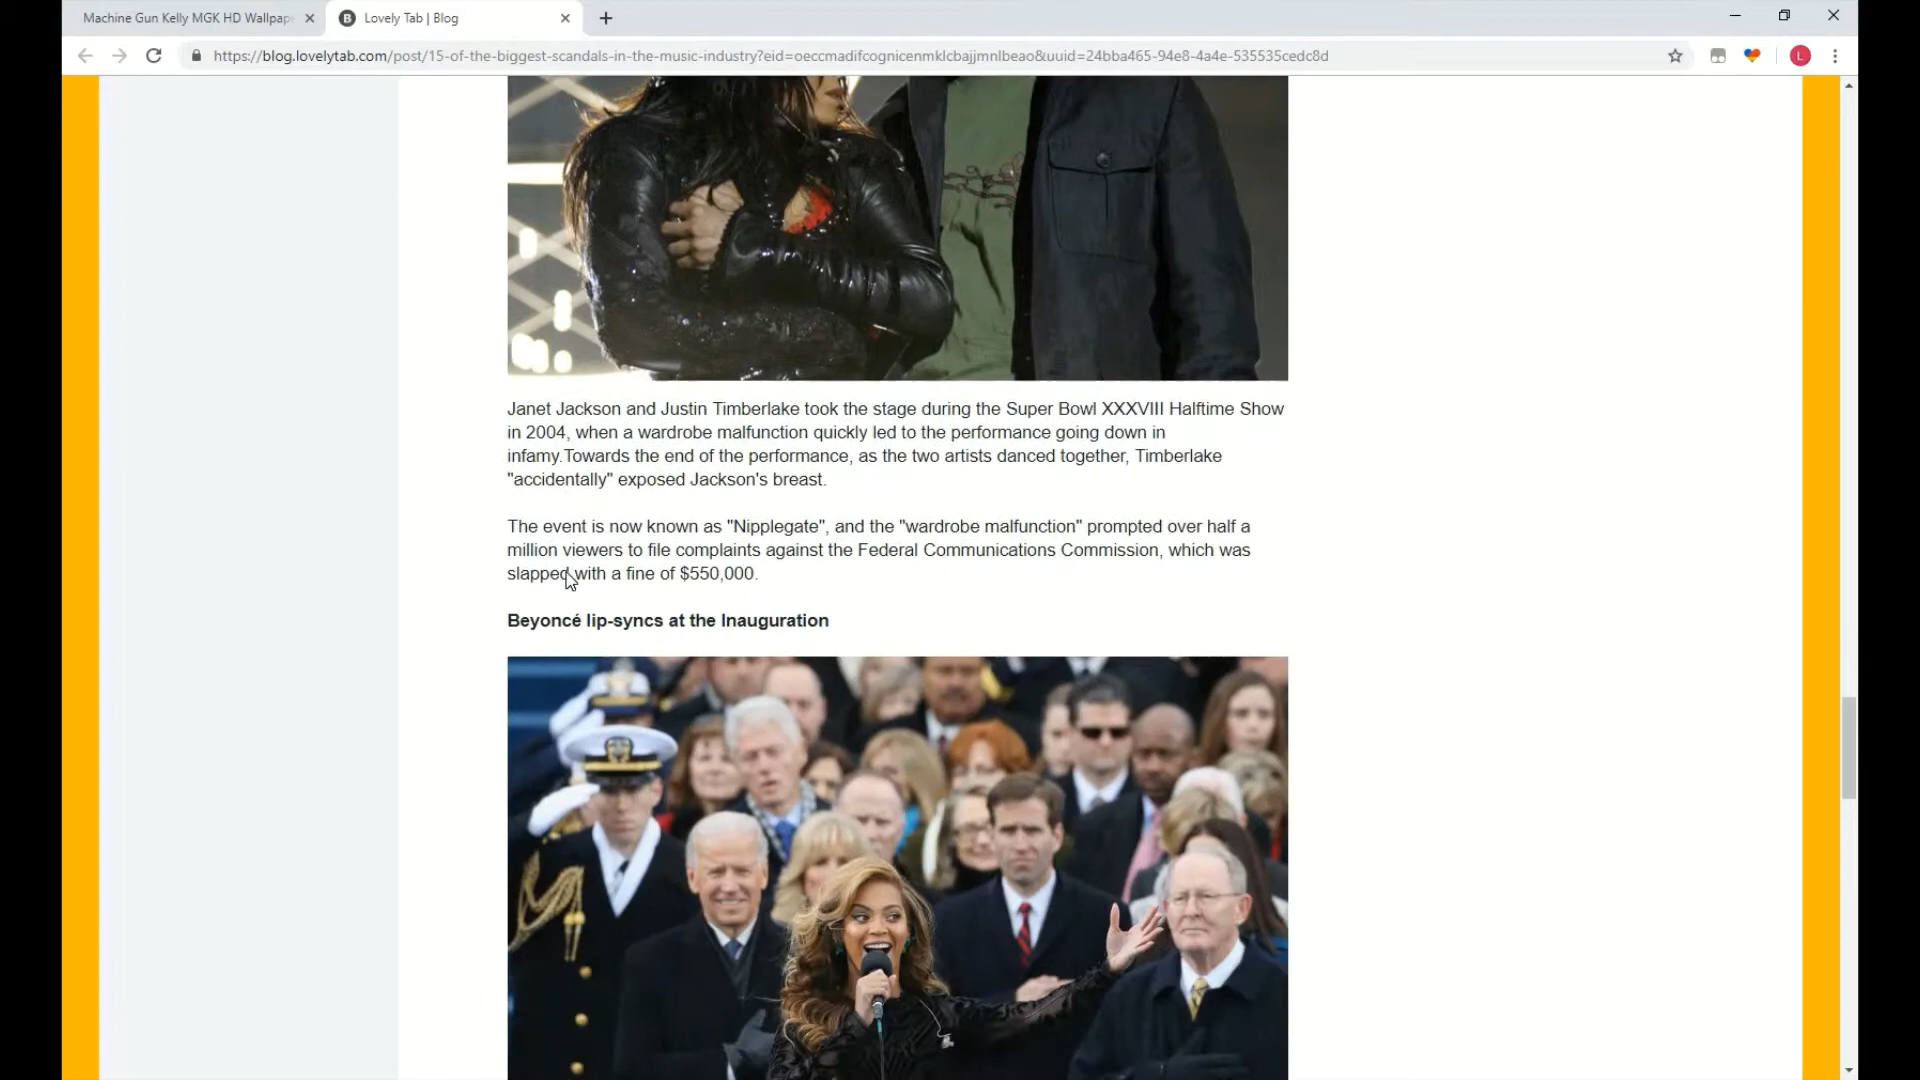 Machine Gun Kelly MGK HD Wallpap
Lovely Tab | Blog
https://blog.lovelytab.com/post/15-of-the-biggest-scandals-in-the-music-industry?eid=oeccmadifcognicenmklcbajjmnlbeao&uuid=24bba465-94e8-4a4e-535535cedc8d
L
Janet Jackson and Justin Timberlake took the stage during the Super Bowl XXXVIII Halftime Show
in 2004, when a wardrobe malfunction quickly led to the performance going down in
infamy.Towards the end of the performance, as the two artists danced together, Timberlake
"accidentally" exposed Jackson's breast.
The event is now known as "Nipplegate", and the "wardrobe malfunction" prompted over half a
million viewers to file complaints against the Federal Communications Commission, which was
slapped with a fine of $550,000.
Beyoncé lip-syncs at the Inauguration